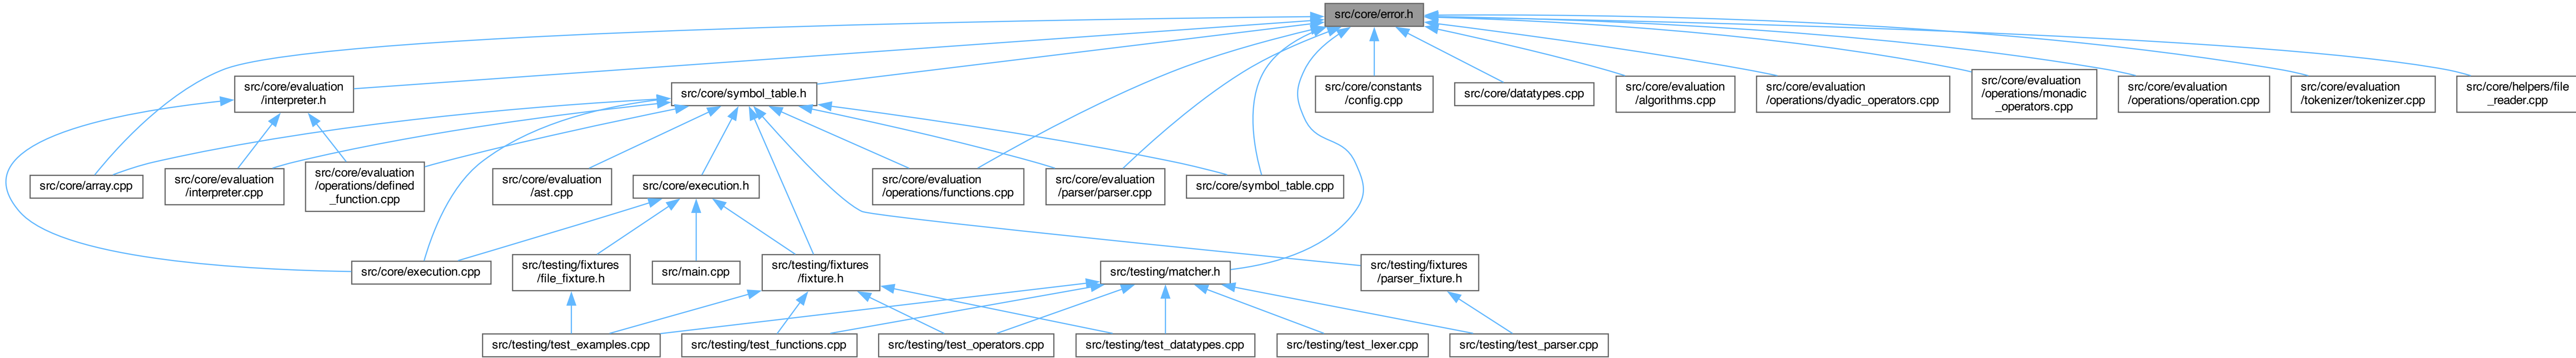 src/core/error.h
src/core/evaluation
/interpreter.h
src/core/symbol_table.h
src/core/constants
/config.cpp
src/core/datatypes.cpp
src/core/evaluation
/algorithms.cpp
src/core/evaluation
/operations/dyadic_operators.cpp
src/core/evaluation
/operations/monadic
_operators.cpp
src/core/evaluation
/operations/operation.cpp
src/core/evaluation
/tokenizer/tokenizer.cpp
src/core/helpers/file
_reader.cpp
src/core/array.cpp
src/core/evaluation
/interpreter.cpp
src/core/evaluation
/operations/defined
_function.cpp
src/core/evaluation
/ast.cpp
src/core/execution.h
src/core/evaluation
/operations/functions.cpp
src/core/evaluation
/parser/parser.cpp
src/core/symbol_table.cpp
src/core/execution.cpp
src/testing/fixtures
/file_fixture.h
src/main.cpp
src/testing/fixtures
/fixture.h
src/testing/matcher.h
src/testing/fixtures
/parser_fixture.h
src/testing/test_examples.cpp
src/testing/test_functions.cpp
src/testing/test_operators.cpp
src/testing/test_datatypes.cpp
src/testing/test_lexer.cpp
src/testing/test_parser.cpp